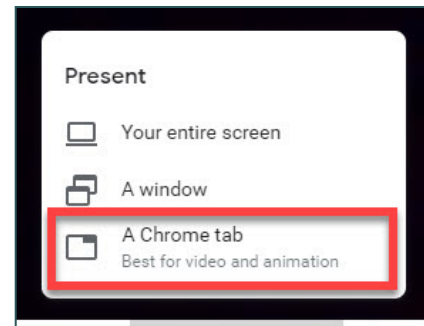 Present
Your entire screen
A window
A Chrome tab
Best for video and animation